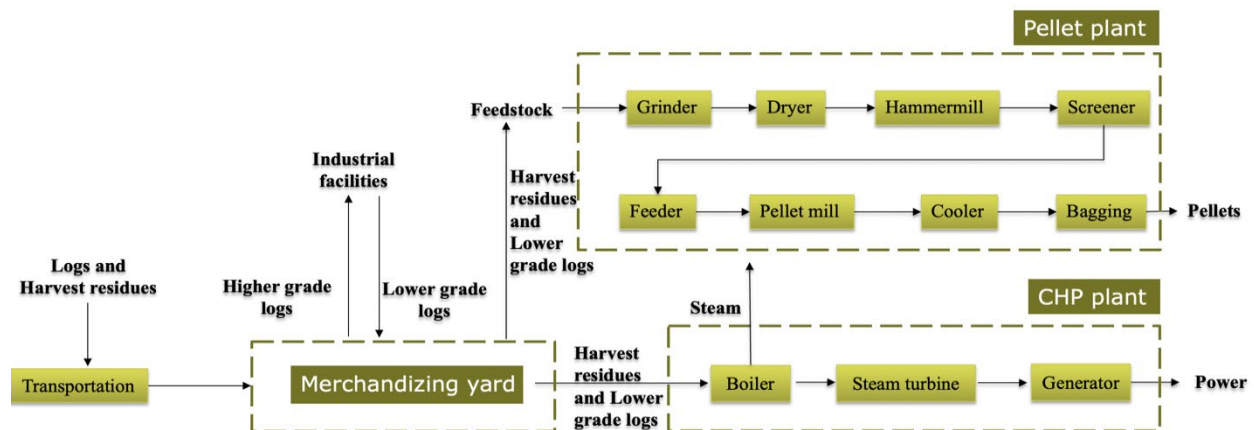 Pellet plant
Feedstock
Grinder
Dryer
Hammermill
Screener
Industrial
facilities
Harvest
residues
and
Lower
grade logs
Feeder
Pellet mill
Cooler
Bagging
Pellets
Logs and
Harvest residues
Higher grade
logs
Lower grade
logs
Steam
CHP plant
Transportation
Merchandizing yard
Harvest
residues
and Lower
grade logs
Boiler
Steam turbine
Generator
Power